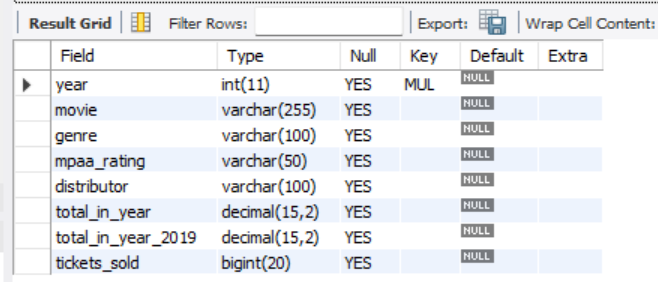 Result Grid Filter Rows: Export: Wrap Cell Content:
Field Type Null Key Default Extra
year int(11) YES MUL NULL
movie varchar(255) YES NULL
genre varchar(100) YES NULL
mpaa_rating varchar(50) YES NULL
distributor varchar(100) YES NULL
total_in_year decimal(15,2) YES NULL
total_in_year_2019 decimal(15,2) YES NULL
tickets_sold bigint(20) YES NULL